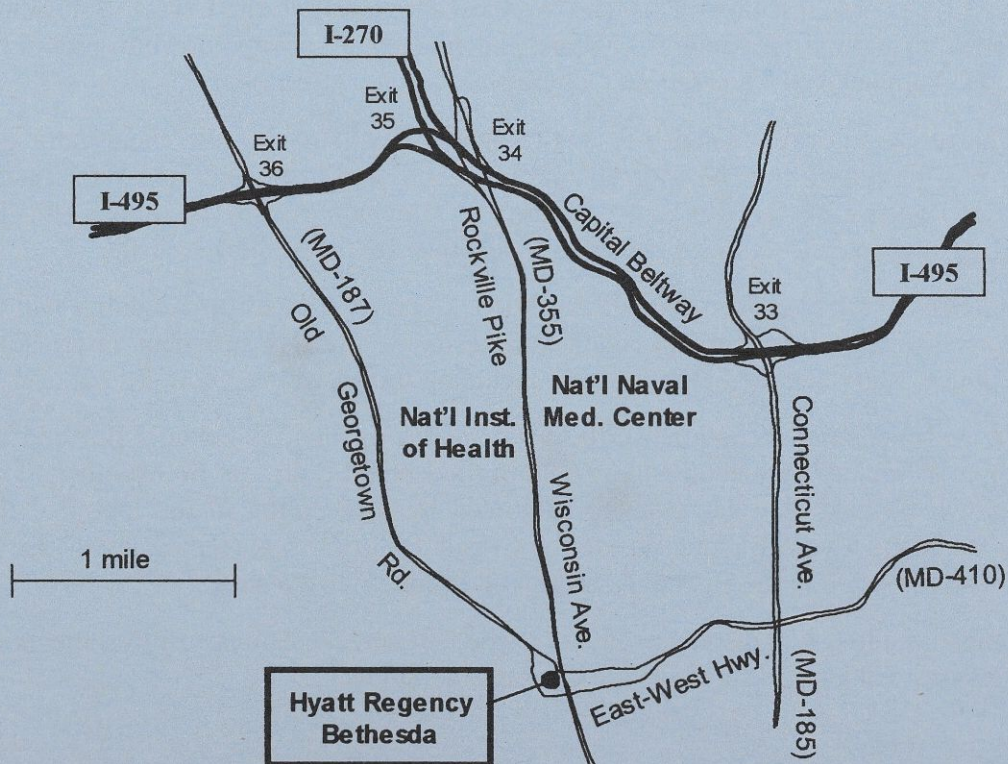 I-270
Exit
35
Exit
34
Exit
36
I-495
Capital Beltway
I-495
Exit
33
(MD-187)
Old
Georgetown
Rd.
Rockville Pike
(MD-355)
Nat'l Inst.
of Health
Nat'l Naval
Med. Center
Wisconsin Ave.
Connecticut Ave.
1 mile
(MD-410)
East-West Hwy.
(MD-185)
Hyatt Regency
Bethesda